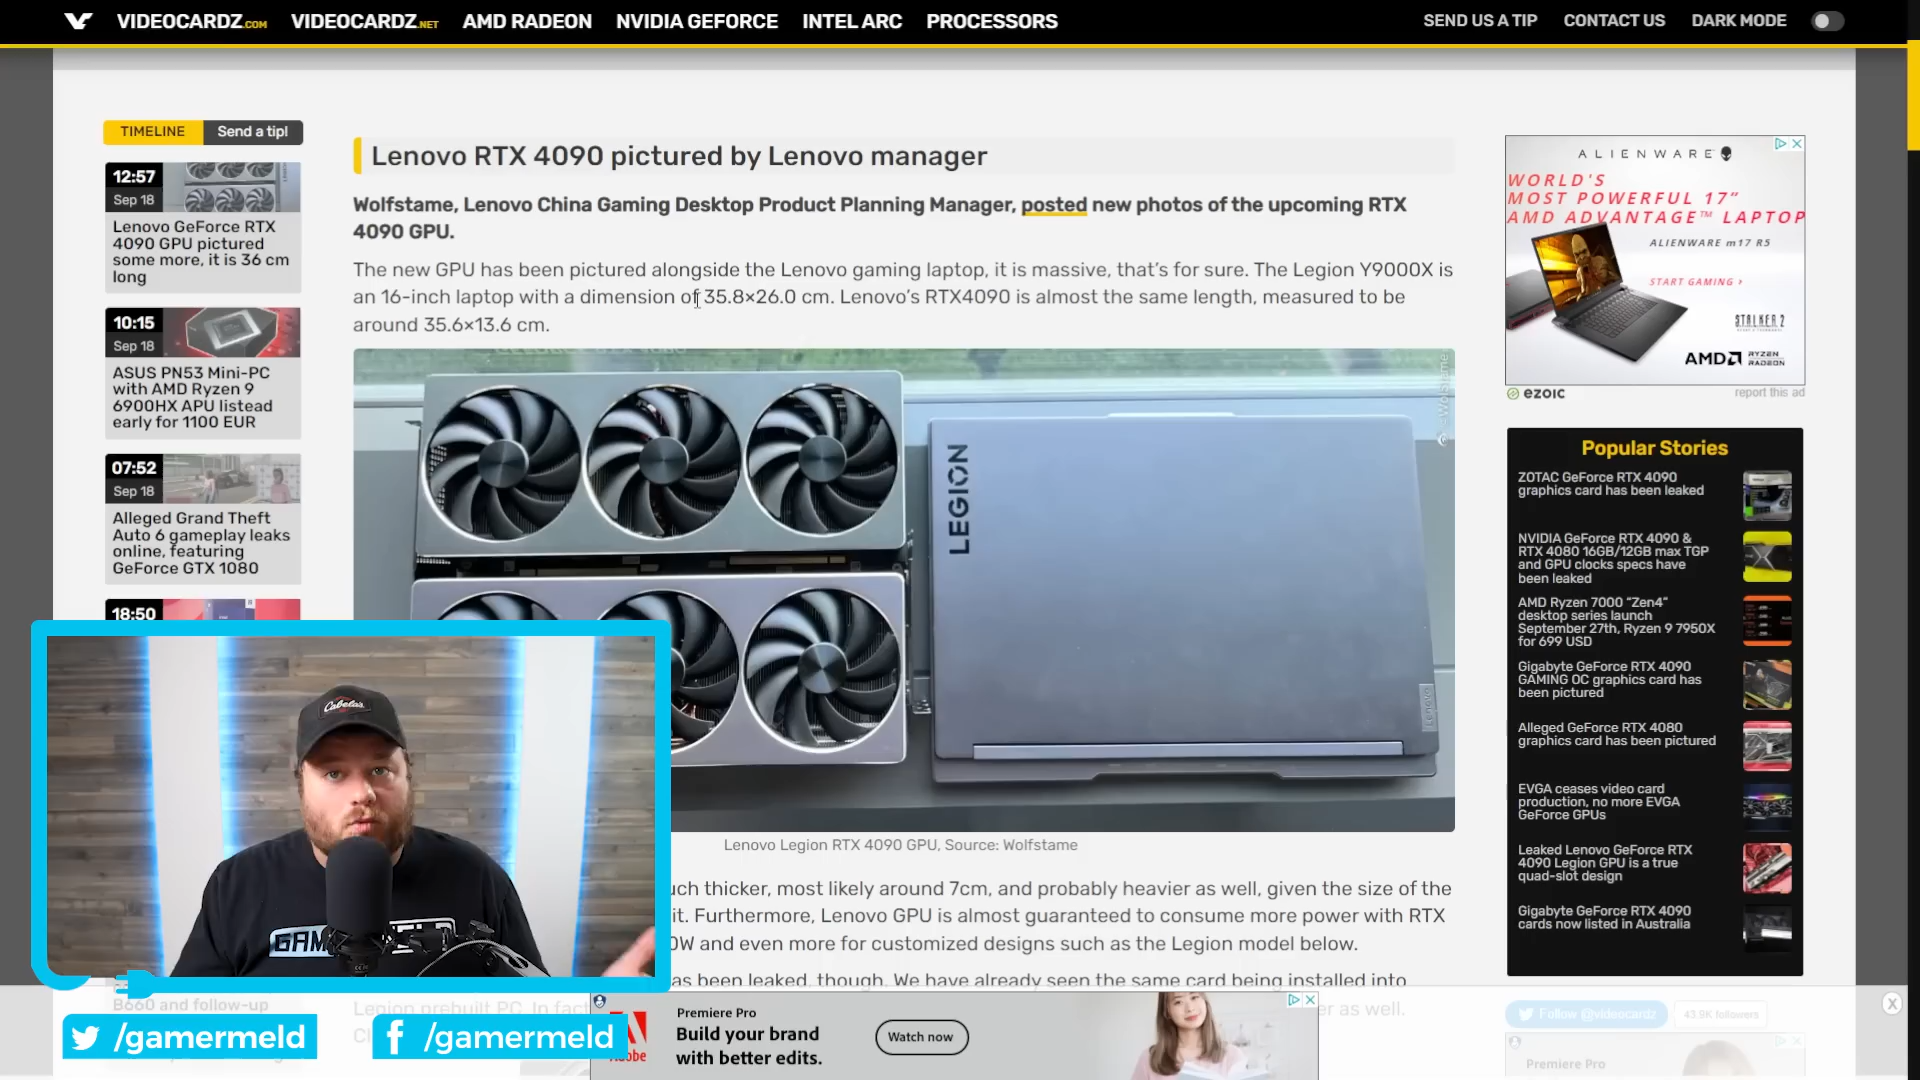 VIDEOCARDZ.COM VIDEOCARDZ.NET AMD RADEON NVIDIA GEFORCE INTEL ARC PROCESSORS SEND US A TIP CONTACT US DARK MODE
TIMELINE Send a tip!
12:57
Sep 18
Lenovo GeForce RTX
4090 GPU pictured
some more, it is 36 cm
long
10:15
Sep 18
ASUS PN53 Mini-PC
with AMD Ryzen 9
6900HX APU listead
early for 1100 EUR
07:52
Sep 18
Alleged Grand Theft
Auto 6 gameplay leaks
online, featuring
GeForce GTX 1080
18:50
B660 and follow-up
Lenovo RTX 4090 pictured by Lenovo manager
Wolfstame, Lenovo China Gaming Desktop Product Planning Manager, posted new photos of the upcoming RTX
4090 GPU.
The new GPU has been pictured alongside the Lenovo gaming laptop, it is massive, that's for sure. The Legion Y9000X is
an 16-inch laptop with a dimension of 35.8×26.0 cm. Lenovo's RTX4090 is almost the same length, measured to be
around 35.6×13.6 cm.
LEGION
Lenovo
Lenovo Legion RTX 4090 GPU, Source: Wolfstame
uch thicker, most likely around 7cm, and probably heavier as well, given the size of the
it. Furthermore, Lenovo GPU is almost guaranteed to consume more power with RTX
0W and even more for customized designs such as the Legion model below.
as been leaked, though. We have already seen the same card being installed into
Legion prebuilt PC. In fact
er as well.
Cabela's
GAM
/gamermeld
/gamermeld
Adobe
Premiere Pro
Build your brand
with better edits.
Watch now
ALIENWARE
WORLD'S
MOST POWERFUL 17"
AMD ADVANTAGE™ LAPTOP
ALIENWARE m17 R5
START GAMING >
S.T.A.L.K.E.R. 2
AMD RYZEN
RADEON
ezoic report this ad
Popular Stories
ZOTAC GeForce RTX 4090
graphics card has been leaked
NVIDIA GeForce RTX 4090 &
RTX 4080 16GB/12GB max TGP
and GPU clocks specs have
been leaked
AMD Ryzen 7000 "Zen4"
desktop series launch
September 27th, Ryzen 9 7950X
for 699 USD
Gigabyte GeForce RTX 4090
GAMING OC graphics card has
been pictured
Alleged GeForce RTX 4080
graphics card has been pictured
EVGA ceases video card
production, no more EVGA
GeForce GPUs
Leaked Lenovo GeForce RTX
4090 Legion GPU is a true
quad-slot design
Gigabyte GeForce RTX 4090
cards now listed in Australia
Follow @videocardz 43.9K followers
Premiere Pro